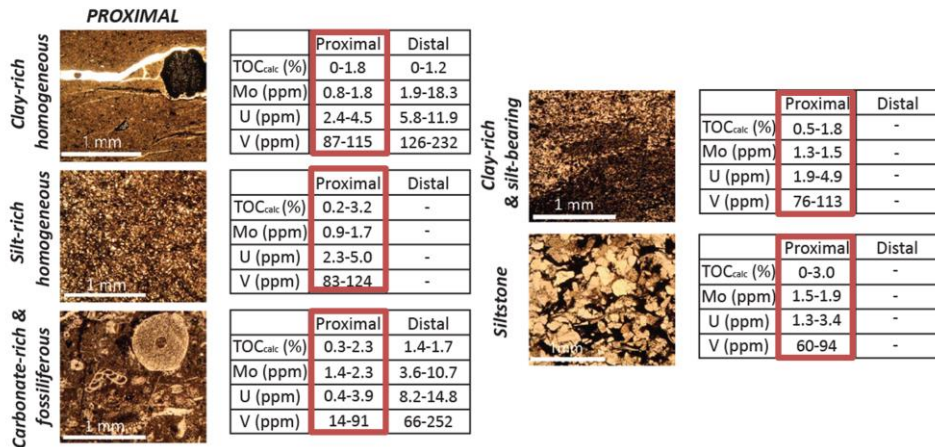 PROXIMAL
Clay-rich
homogeneous
1 mm
Proximal Distal
TOCcalc (%) 0-1.8 0-1.2
Mo (ppm) 0.8-1.8 1.9-18.3
U (ppm) 2.4-4.5 5.8-11.9
V (ppm) 87-115 126-232
Silt-rich
homogeneous
1 mm
Proximal Distal
TOCcalc (%) 0.2-3.2 -
Mo (ppm) 0.9-1.7 -
U (ppm) 2.3-5.0 -
V (ppm) 83-124 -
Carbonate-rich &
fossiliferous
1 mm
Proximal Distal
TOCcalc (%) 0.3-2.3 1.4-1.7
Mo (ppm) 1.4-2.3 3.6-10.7
U (ppm) 0.4-3.9 8.2-14.8
V (ppm) 14-91 66-252
Clay-rich
& silt-bearing
1 mm
Proximal Distal
TOCcalc (%) 0.5-1.8 -
Mo (ppm) 1.3-1.5 -
U (ppm) 1.9-4.9 -
V (ppm) 76-113 -
Siltstone
1 mm
Proximal Distal
TOCcalc (%) 0-3.0 -
Mo (ppm) 1.5-1.9 -
U (ppm) 1.3-3.4 -
V (ppm) 60-94 -